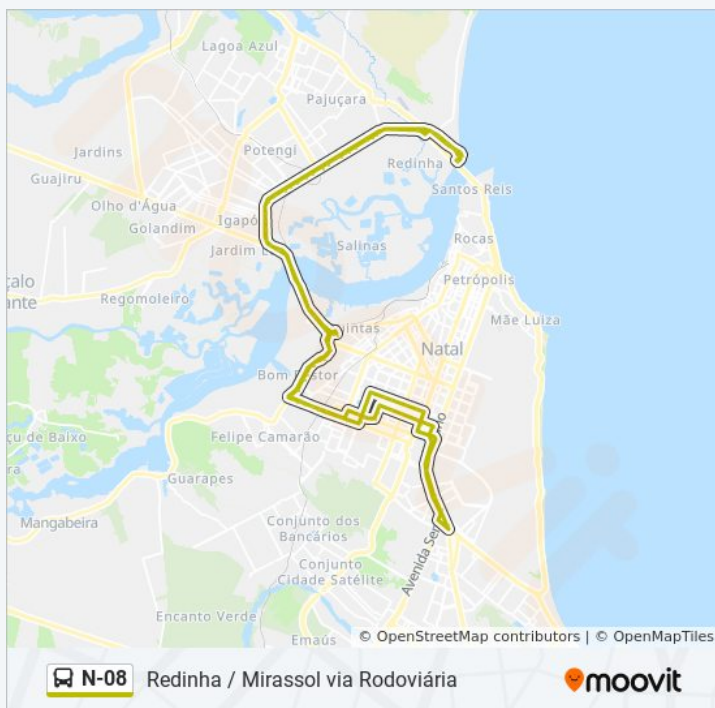 Lagoa Azul
Pajuçara
Jardins
Potengi
Redinha
Guajiru
Santos Reis
Olho d'Água
Igapó
Golandim
Rocas
Jardim
Salinas
Petrópolis
Regomoleiro
Mãe Luiza
Natal
Felipe Camarão
Guarapes
Mangabeira
Conjunto dos
Bancários
Conjunto
Cidade Satélite
Encanto Verde
Emaús
© OpenStreetMap contributors | © OpenMapTiles
N-08 Redinha / Mirassol via Rodoviária moovit